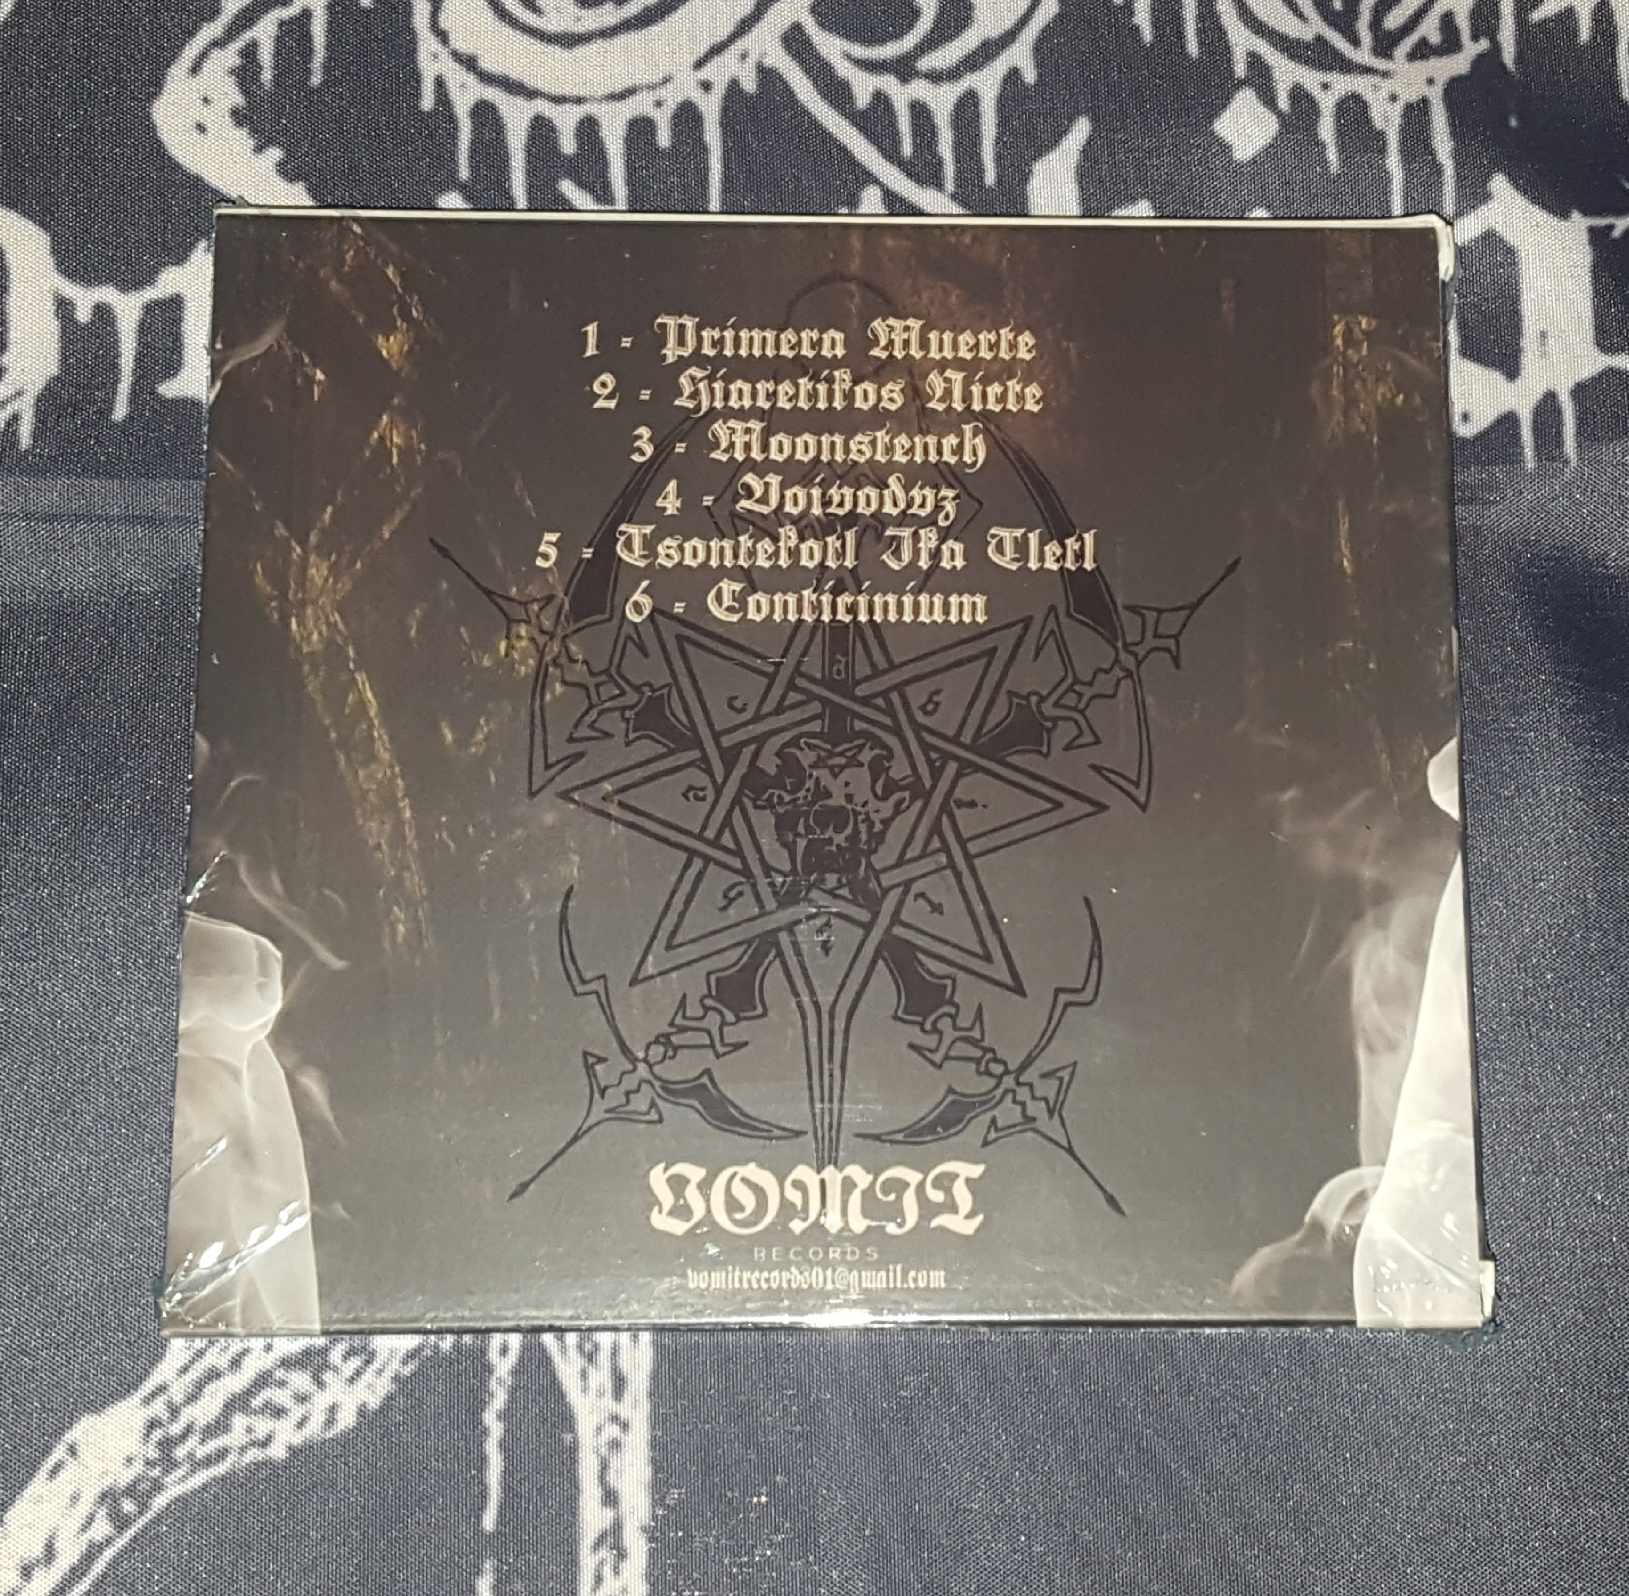 1 - Primera Muerte
2 - Hiaretikos Nicte
3 - Moonstench
4 - Voivodvz
5 - Tsontekotl Ika Tletl
6 - Conticinium
VOMIT
RECORDS
vomitrecords01@gmail.com